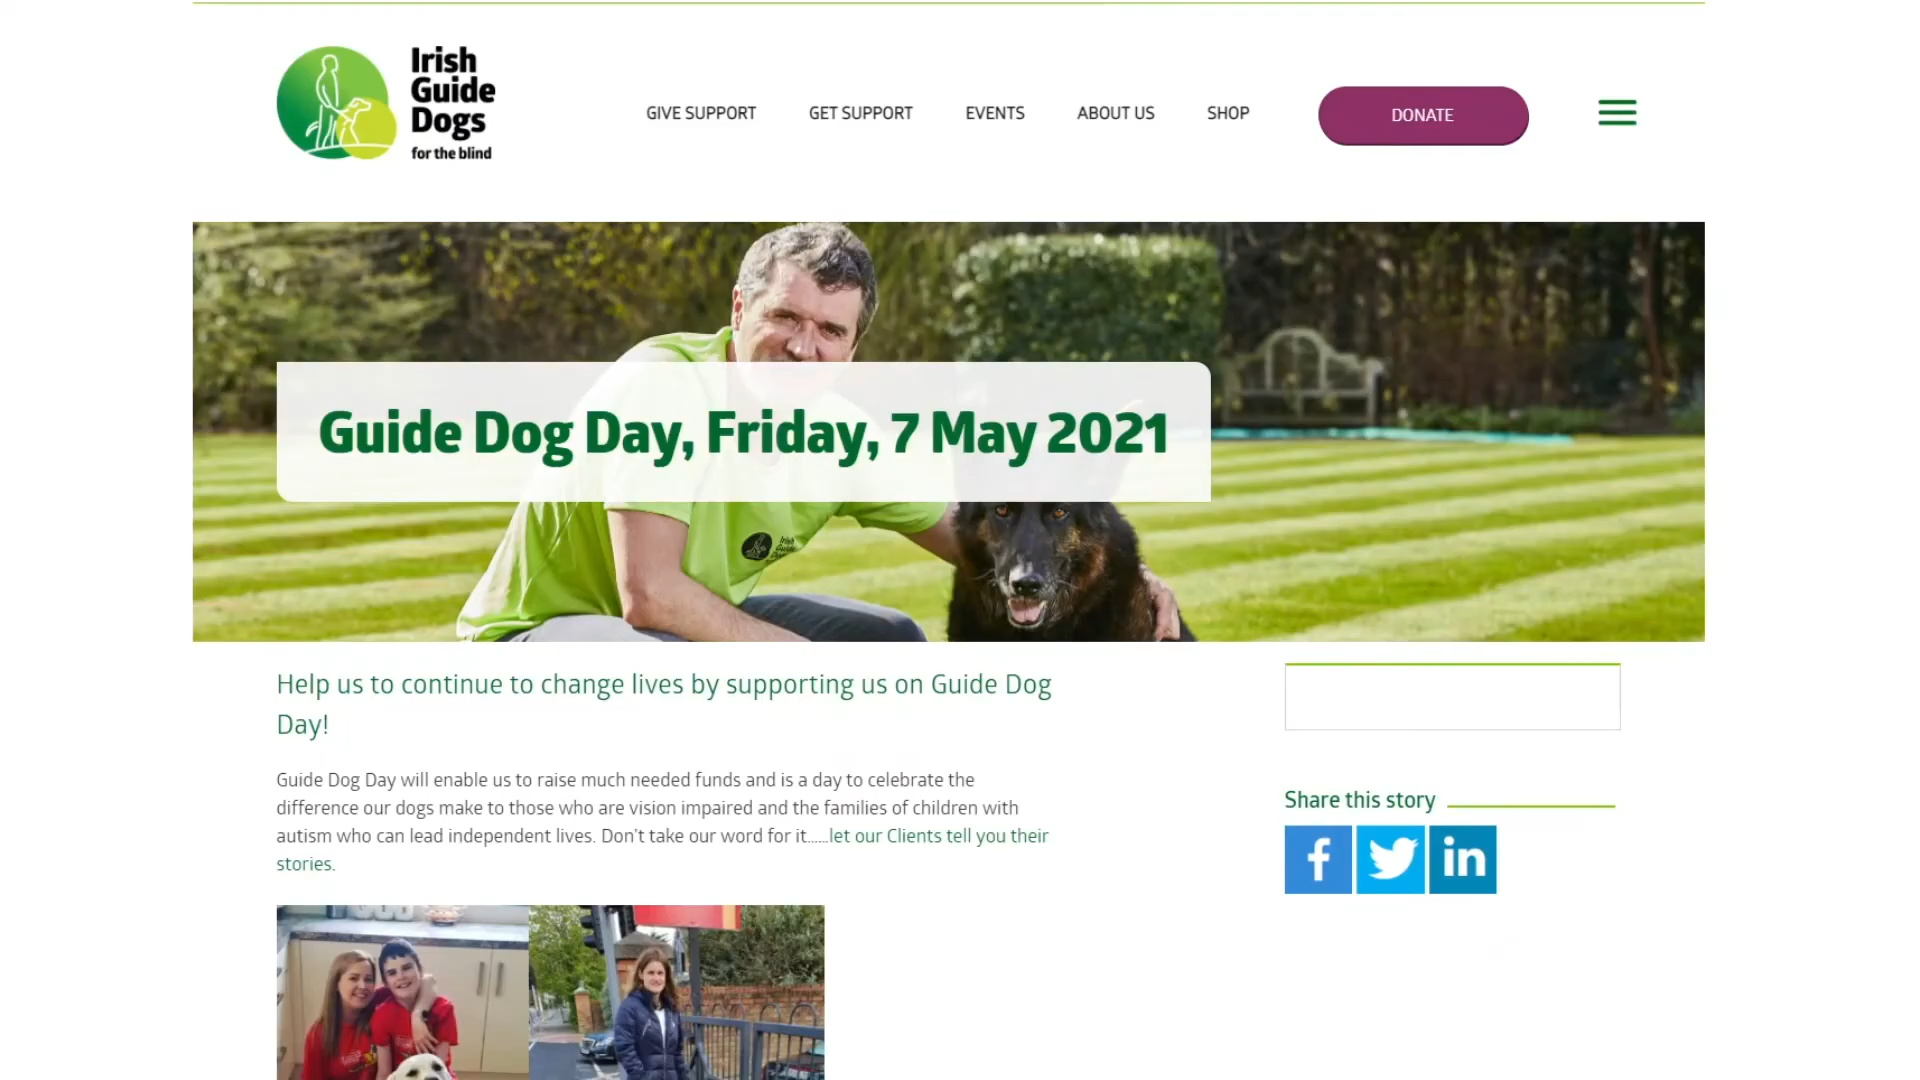 Irish
Guide
Dogs
for the blind
GIVE SUPPORT
GET SUPPORT
EVENTS
ABOUT US
SHOP
DONATE
Guide Dog Day, Friday, 7 May 2021
Irish
Guide
Dogs
Help us to continue to change lives by supporting us on Guide Dog
Day!
Guide Dog Day will enable us to raise much needed funds and is a day to celebrate the
difference our dogs make to those who are vision impaired and the families of children with
autism who can lead independent lives. Don't take our word for it......let our Clients tell you their
stories.
Share this story
f
in